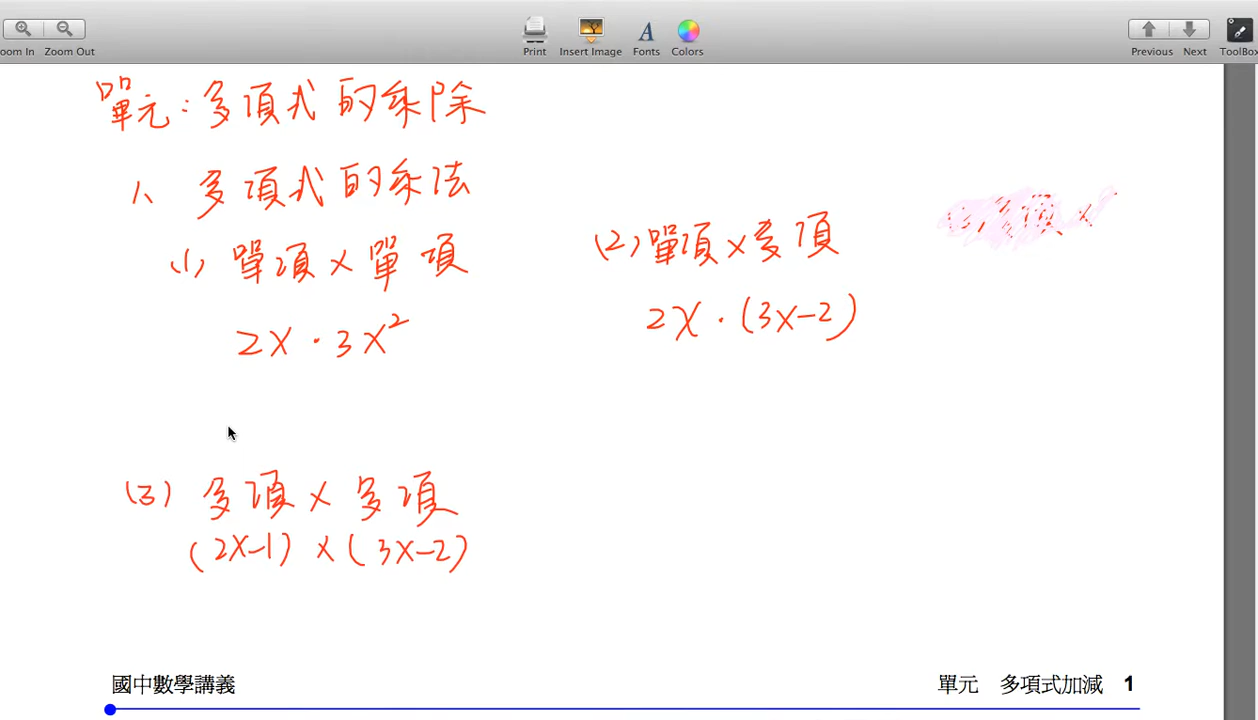 oom In Zoom Out Print Insert Image Fonts Colors Previous Next ToolBox
單元:多項式的乘除
1、多項式的乘法
(1) 單項×單項
2x·3x²
(2) 單項×多項
2x·(3x-2)
(3) 多項×多項
(2x-1)×(3x-2)
國中數學講義
單元 多項式加減 1